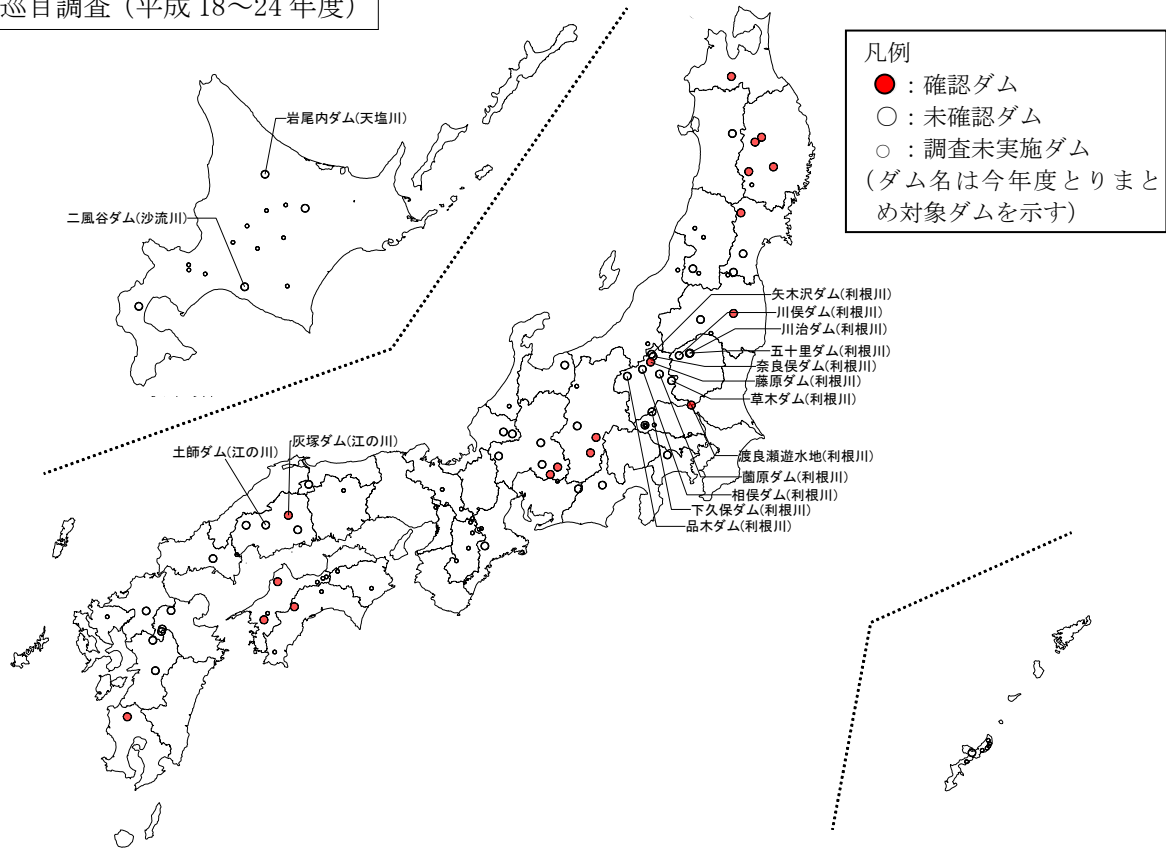 巡目調査(平成 18~24 年度)
凡例
● :確認ダム
○ :未確認ダム
○ :調査未実施ダム
(ダム名は今年度とりまと
め対象ダムを示す)
岩尾内ダム(天塩川)
二風谷ダム(沙流川)
矢木沢ダム(利根川)
川俣ダム(利根川)
川治ダム(利根川)
五十里ダム(利根川)
奈良俣ダム(利根川)
藤原ダム(利根川)
草木ダム(利根川)
渡良瀬遊水地(利根川)
薗原ダム(利根川)
相俣ダム(利根川)
下久保ダム(利根川)
品木ダム(利根川)
灰塚ダム(江の川)
土師ダム(江の川)